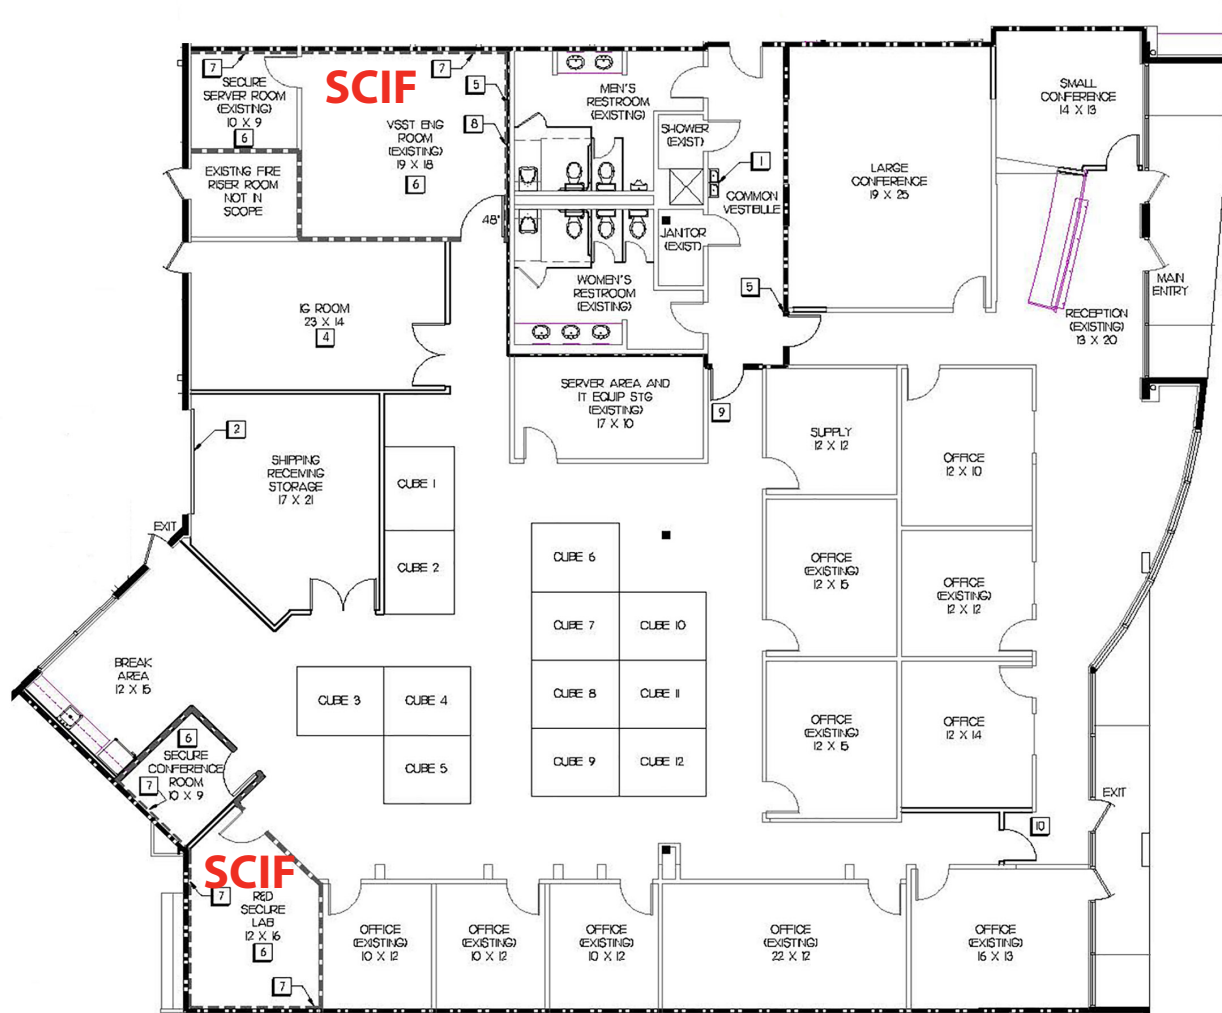 7
SECURE
SERVER ROOM
(EXISTING)
10 X 9
6
SCIF
7
VSST ENG
ROOM
(EXISTING)
19 X 18
6
5
8
48"
EXISTNG FIRE
RISER ROOM
NOT IN
SCOPE
MEN'S
RESTROOM
(EXISTING)
SHOWER
(EXIST)
1
COMMON
VESTIBULE
JANITOR
(EXIST)
WOMEN'S
RESTROOM
(EXISTING)
5
LARGE
CONFERENCE
19 X 25
SMALL
CONFERENCE
14 X 13
MAIN
ENTRY
RECEPTION
(EXISTING)
13 X 20
IG ROOM
23 X 14
4
SERVER AREA AND
IT EQUIP STG
(EXISTING)
17 X 10
9
2
SHIPPING
RECEIVING
STORAGE
17 X 21
EXIT
CUBE 1
CUBE 2
SUPPLY
12 X 12
OFFICE
12 X 10
CUBE 6
CUBE 7
CUBE 10
CUBE 8
CUBE 11
CUBE 9
CUBE 12
OFFICE
(EXISTING)
12 X 15
OFFICE
(EXISTING)
12 X 12
BREAK
AREA
12 X 15
CUBE 3
CUBE 4
CUBE 5
OFFICE
(EXISTING)
12 X 15
OFFICE
12 X 14
6
SECURE
CONFERENCE
ROOM
10 X 9
7
EXIT
10
SCIF
7
R&D
SECURE
LAB
12 X 16
6
7
OFFICE
(EXISTING)
10 X 12
OFFICE
(EXISTING)
10 X 12
OFFICE
(EXISTING)
10 X 12
OFFICE
(EXISTING)
22 X 12
OFFICE
(EXISTING)
16 X 13